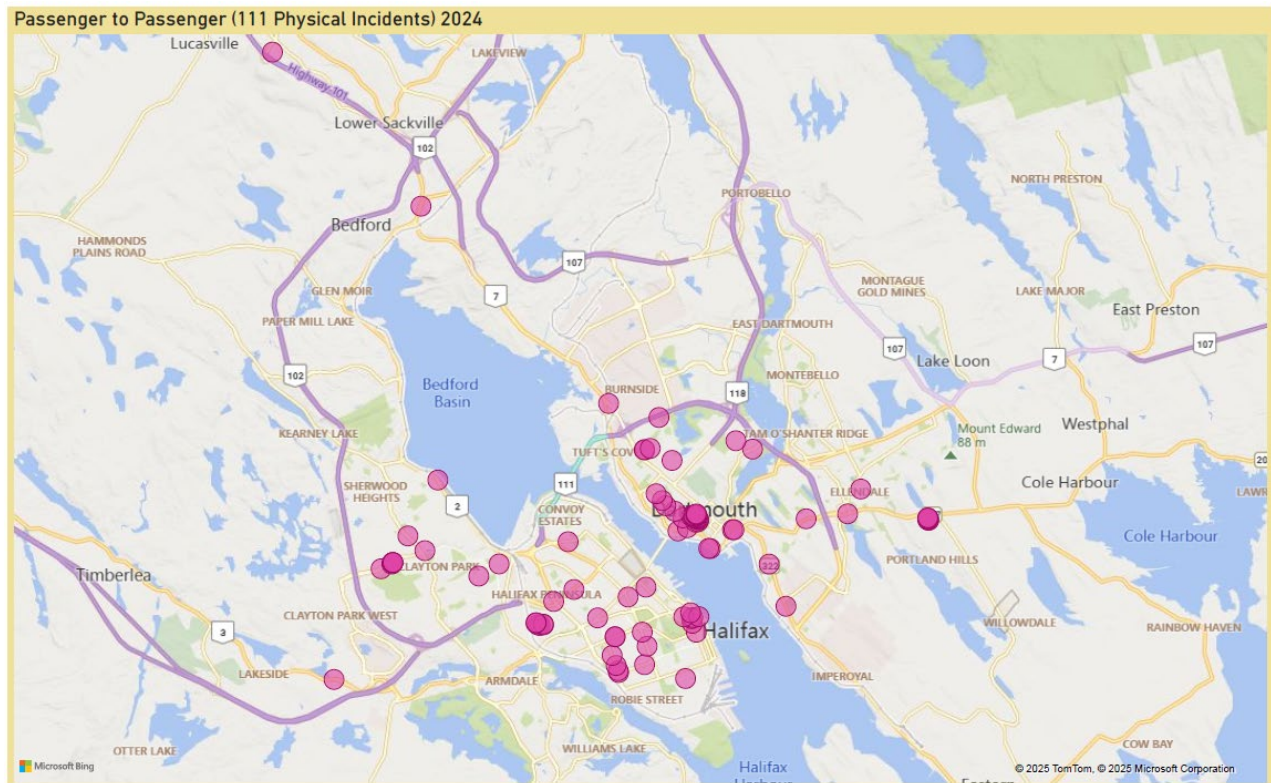 Passenger to Passenger (111 Physical Incidents) 2024
Lucasville
LAKEVIEW
Highway 101
Lower Sackville
102
NORTH PRESTON
PORTOBELLO
Bedford
HAMMONDS
PLAINS ROAD
107
GLEN MOIR
7
MONTAGUE
GOLD MINES
LAKE MAJOR
East Preston
PAPER MILL LAKE
EAST DARTMOUTH
107
107
Lake Loon
7
102
MONTEBELLO
Bedford
Basin
BURNSIDE
118
Westphal
KEARNEY LAKE
TAM O'SHANTER RIDGE
Mount Edward
88 m
TUFT'S COV
20
SHERWOOD
HEIGHTS
111
ELLENDALE
Cole Harbour
LAWR
2
CONVOY
ESTATES
Cole Harbour
PORTLAND HILLS
Timberlea
CLAYTON PARK
322
HALIFAX PENINSULA
CLAYTON PARK WEST
WILLOWDALE
3
Halifax
RAINBOW HAVEN
LAKESIDE
ARMDALE
IMPEROYAL
ROBIE STREET
OTTER LAKE
WILLIAMS LAKE
COW BAY
Halifax
Microsoft Bing
© 2025 TomTom, © 2025 Microsoft Corporation